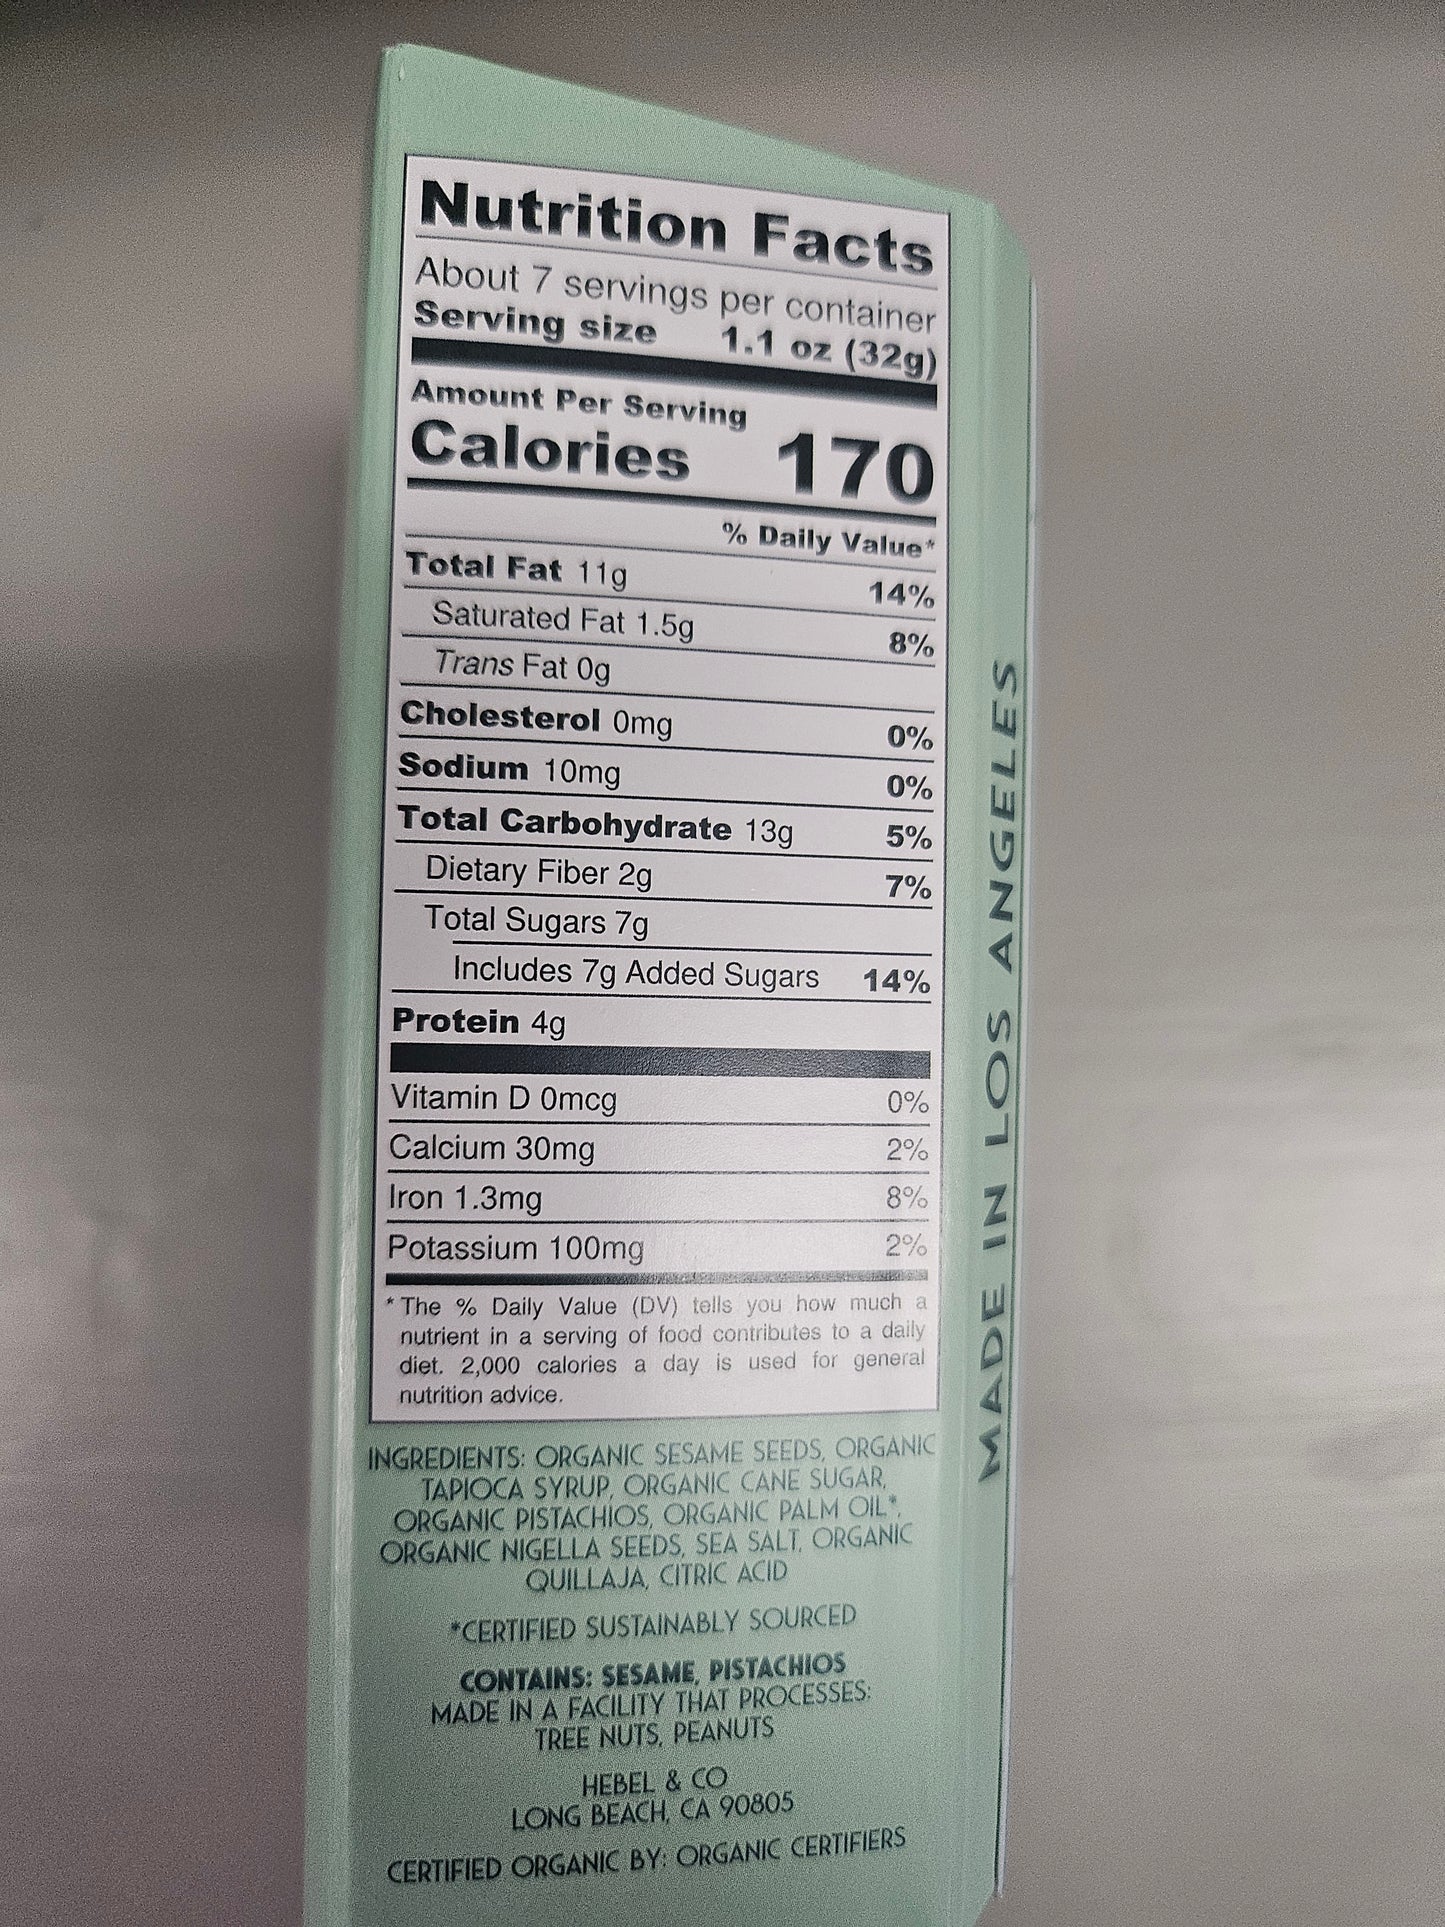 Nutrition Facts
About 7 servings per container
Serving size 1.1 oz (32g)
Amount Per Serving
Calories 170
% Daily Value*
Total Fat 11g 14%
Saturated Fat 1.5g 8%
Trans Fat 0g
Cholesterol 0mg 0%
Sodium 10mg 0%
Total Carbohydrate 13g 5%
Dietary Fiber 2g 7%
Total Sugars 7g
Includes 7g Added Sugars 14%
Protein 4g
Vitamin D 0mcg 0%
Calcium 30mg 2%
Iron 1.3mg 8%
Potassium 100mg 2%
* The % Daily Value (DV) tells you how much a
nutrient in a serving of food contributes to a daily
diet. 2,000 calories a day is used for general
nutrition advice.
INGREDIENTS: ORGANIC SESAME SEEDS, ORGANIC
TAPIOCA SYRUP, ORGANIC CANE SUGAR,
ORGANIC PISTACHIOS, ORGANIC PALM OIL*,
ORGANIC NIGELLA SEEDS, SEA SALT, ORGANIC
QUILLAJA, CITRIC ACID
*CERTIFIED SUSTAINABLY SOURCED
CONTAINS: SESAME, PISTACHIOS
MADE IN A FACILITY THAT PROCESSES:
TREE NUTS, PEANUTS
HEBEL & CO
LONG BEACH, CA 90805
CERTIFIED ORGANIC BY: ORGANIC CERTIFIERS
MADE IN LOS ANGELES